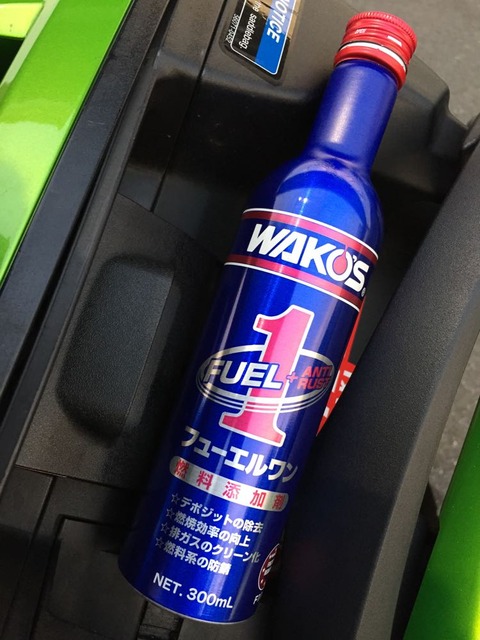 NOTICE
saddlebag
WAKO'S
1
FUEL + ANTI RUST
フューエルワン
燃料添加剤
☆デポジットの除去
☆燃焼効率の向上
☆排ガスのクリーン化
☆燃料系の防錆
NET. 300mL